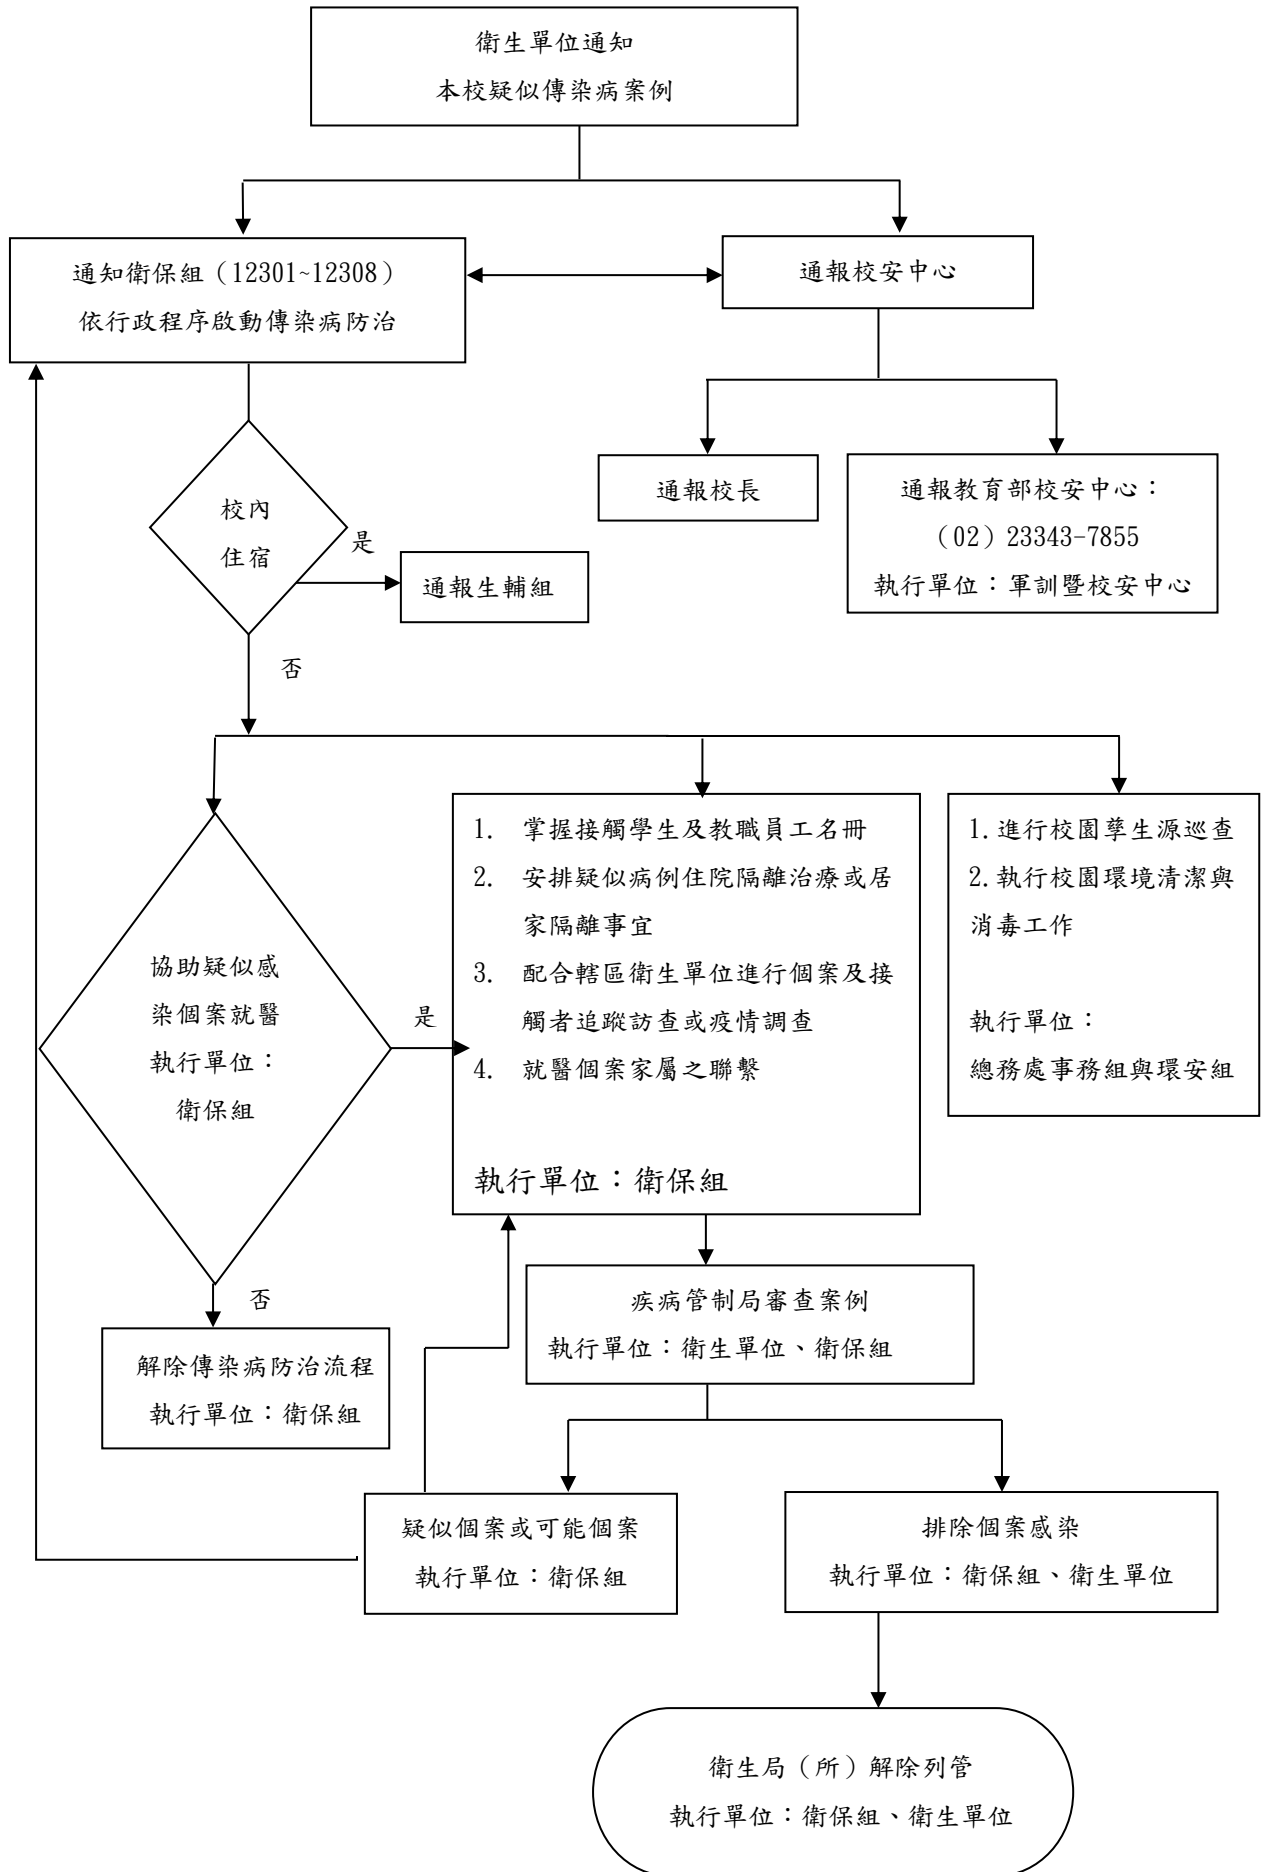 衛生單位通知
本校疑似傳染病案例
通知衛保組（12301~12308）
依行政程序啟動傳染病防治
通報校安中心
通報校長
通報教育部校安中心：
（02）23343-7855
執行單位：軍訓暨校安中心
校內
住宿
是
通報生輔組
否
協助疑似感
染個案就醫
執行單位：
衛保組
是
1. 掌握接觸學生及教職員工名冊
2. 安排疑似病例住院隔離治療或居
家隔離事宜
3. 配合轄區衛生單位進行個案及接
觸者追蹤訪查或疫情調查
4. 就醫個案家屬之聯繫
執行單位：衛保組
1.進行校園孳生源巡查
2.執行校園環境清潔與
消毒工作
執行單位：
總務處事務組與環安組
否
解除傳染病防治流程
執行單位：衛保組
疾病管制局審查案例
執行單位：衛生單位、衛保組
疑似個案或可能個案
執行單位：衛保組
排除個案感染
執行單位：衛保組、衛生單位
衛生局（所）解除列管
執行單位：衛保組、衛生單位